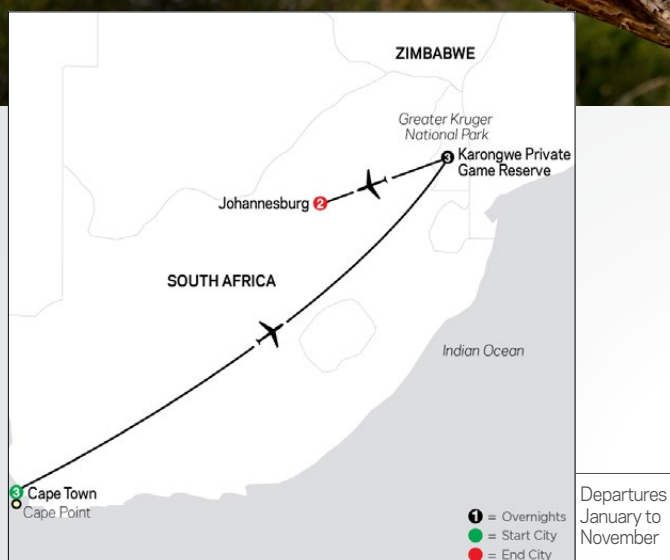 ZIMBABWE
Greater Kruger
National Park
3 Karongwe Private
Game Reserve
Johannesburg 2
SOUTH AFRICA
Indian Ocean
3 Cape Town
Cape Point
1 = Overnights
= Start City
= End City
Departures
January to
November